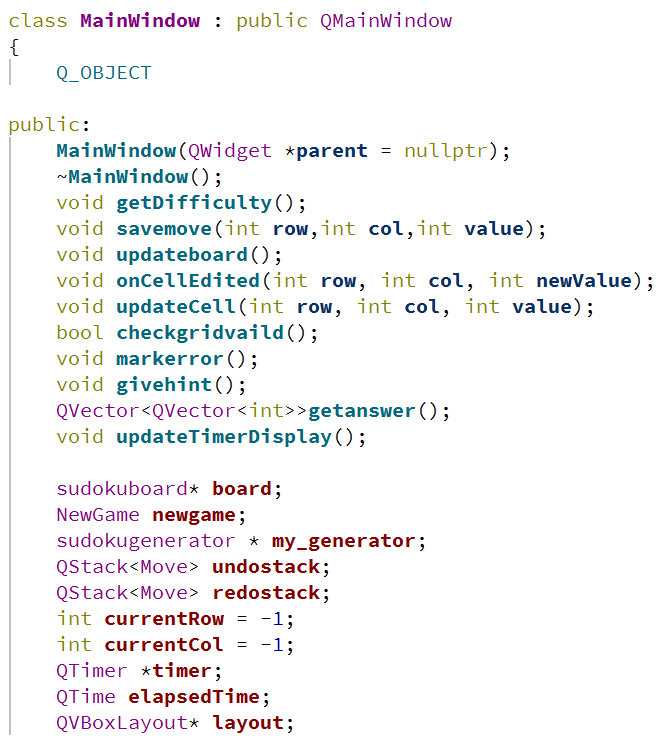 class MainWindow : public QMainWindow
{
    Q_OBJECT

public:
    MainWindow(QWidget *parent = nullptr);
    ~MainWindow();
    void getDifficulty();
    void savemove(int row,int col,int value);
    void updateboard();
    void onCellEdited(int row, int col, int newValue);
    void updateCell(int row, int col, int value);
    bool checkgridvaild();
    void markerror();
    void givehint();
    QVector<QVector<int>>getanswer();
    void updateTimerDisplay();

    sudokuboard* board;
    NewGame newgame;
    sudokugenerator * my_generator;
    QStack<Move> undostack;
    QStack<Move> redostack;
    int currentRow = -1;
    int currentCol = -1;
    QTimer *timer;
    QTime elapsedTime;
    QVBoxLayout* layout;